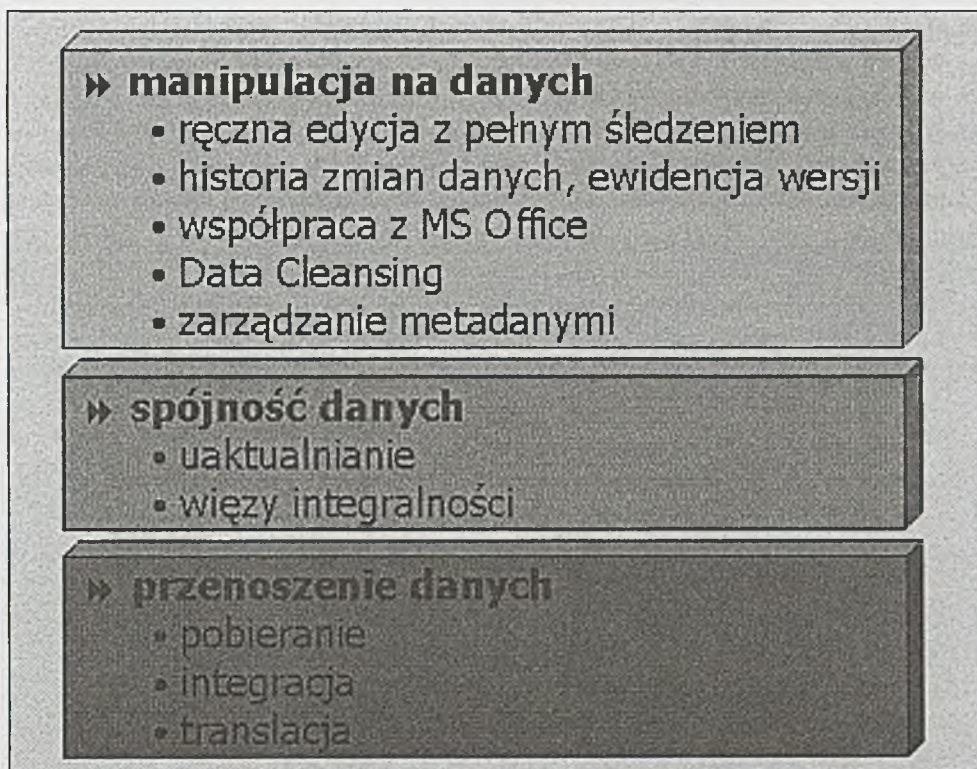 » manipulacja na danych
• ręczna edycja z pełnym śledzeniem
• historia zmian danych, ewidencja wersji
• współpraca z MS Office
• Data Cleansing
• zarządzanie metadanymi
» spójność danych
• uaktualnianie
• więzy integralności
» przenoszenie danych
• pobieranie
• integracja
• translacja